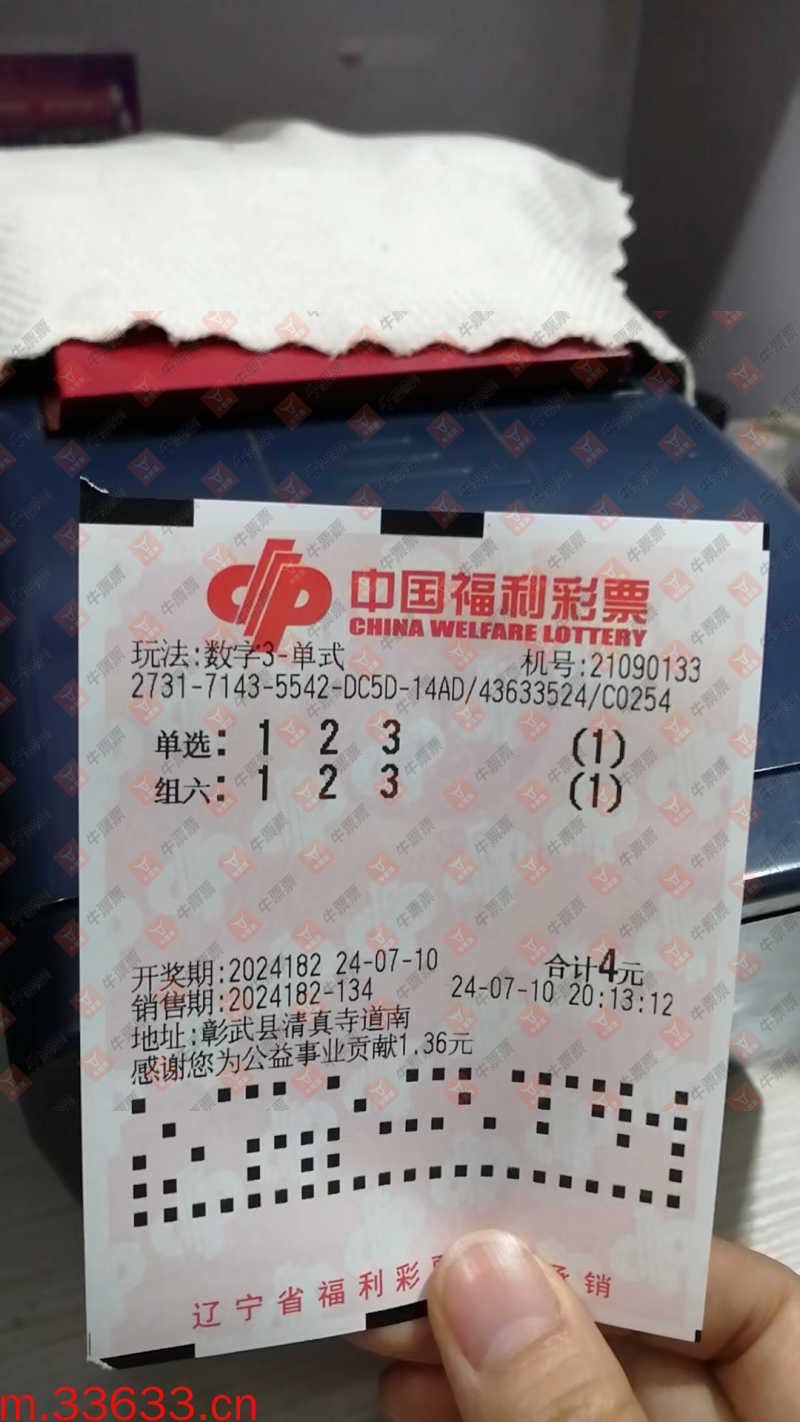 中国福利彩票
CHINA WELFARE LOTTERY
玩法:数字3-单式 机号:21090133
2731-7143-5542-DC5D-14AD/43633524/C0254
单选: 1 2 3 (1)
组六: 1 2 3 (1)
开奖期:2024182 24-07-10 合计4元
销售期:2024182-134 24-07-10 20:13:12
地址:彰武县清真寺道南
感谢您为公益事业贡献1.36元
辽宁省福利彩 承销
m.33633.cn
牛票票